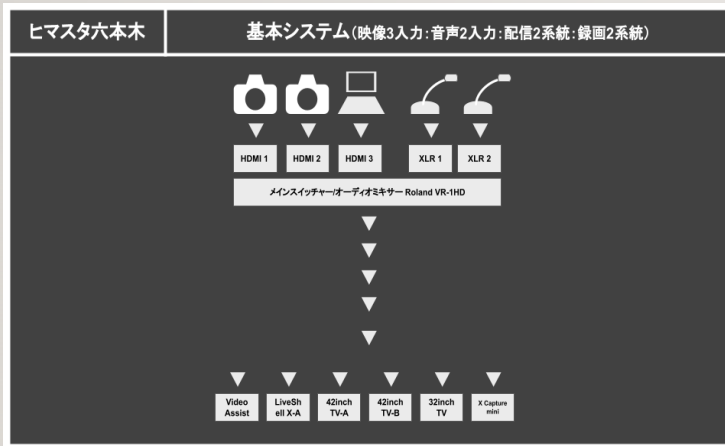 ヒマスタ六本木
基本システム(映像3入力:音声2入力:配信2系統:録画2系統)
HDMI 1
HDMI 2
HDMI 3
XLR 1
XLR 2
メインスイッチャー/オーディオミキサー Roland VR-1HD
Video
Assist
LiveSh
ell X-A
42inch
TV-A
42inch
TV-B
32inch
TV
X Capture
mini